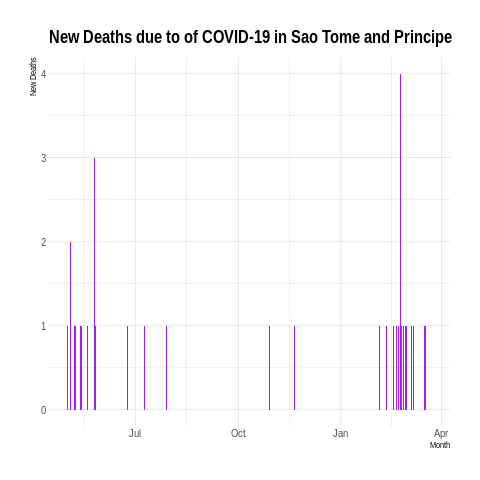 New Deaths due to of COVID-19 in Sao Tome and Principe
New Deaths
4
3
2
1
0
Jul
Oct
Jan
Apr
Month